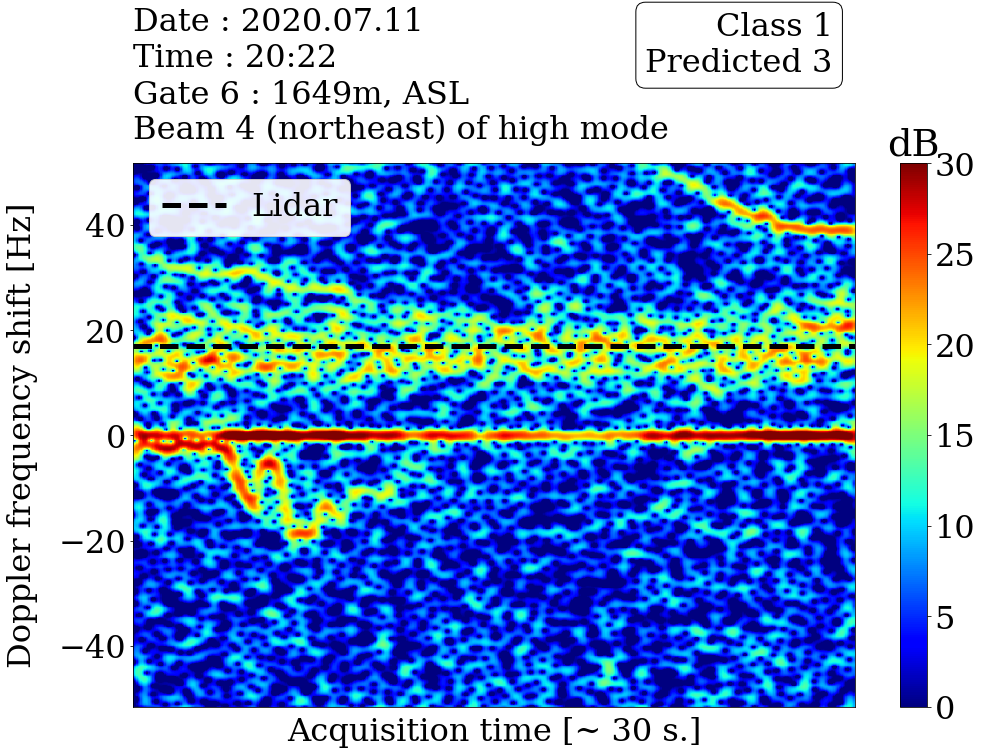 Date : 2020.07.11
Time : 20:22
Gate 6 : 1649m, ASL
Beam 4 (northeast) of high mode
Class 1
Predicted 3
dB
Lidar
Doppler frequency shift [Hz]
40
20
0
−20
−40
30
25
20
15
10
5
0
Acquisition time [~ 30 s.]